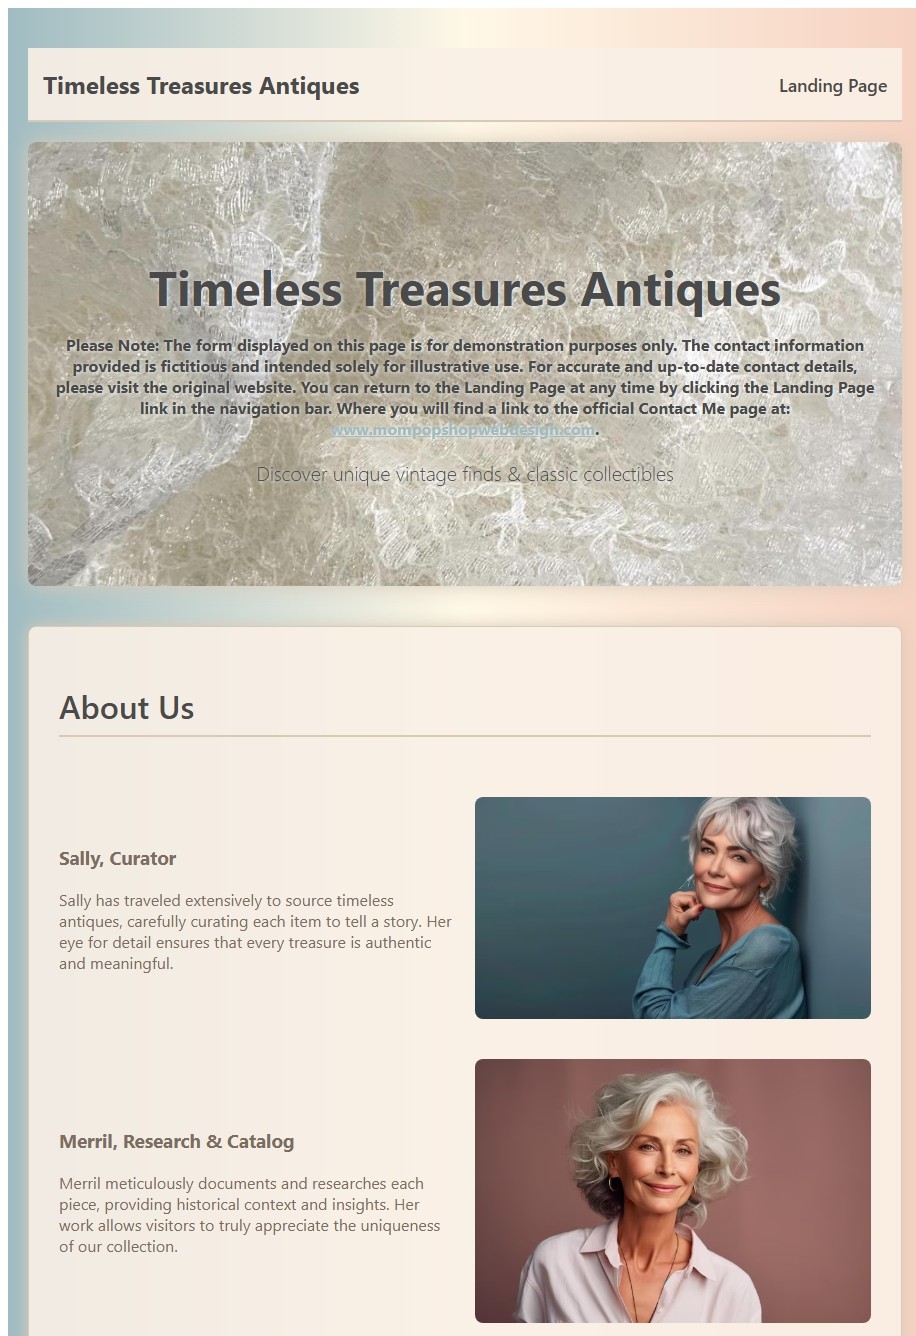 Timeless Treasures Antiques
Landing Page
Timeless Treasures Antiques
Please Note: The form displayed on this page is for demonstration purposes only. The contact information
provided is fictitious and intended solely for illustrative use. For accurate and up-to-date contact details,
please visit the original website. You can return to the Landing Page at any time by clicking the Landing Page
link in the navigation bar. Where you will find a link to the official Contact Me page at:
www.mompopshopwebdesign.com.
Discover unique vintage finds & classic collectibles
About Us
Sally, Curator
Sally has traveled extensively to source timeless
antiques, carefully curating each item to tell a story. Her
eye for detail ensures that every treasure is authentic
and meaningful.
Merril, Research & Catalog
Merril meticulously documents and researches each
piece, providing historical context and insights. Her
work allows visitors to truly appreciate the uniqueness
of our collection.